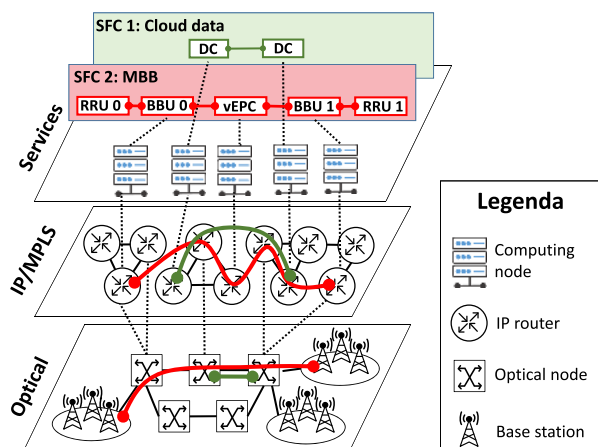 SFC 1: Cloud data
DC
DC
SFC 2: MBB
RRU 0
BBU 0
vEPC
BBU 1
RRU 1
Services
IP/MPLS
Optical
Legenda
Computing
node
IP router
Optical node
Base station